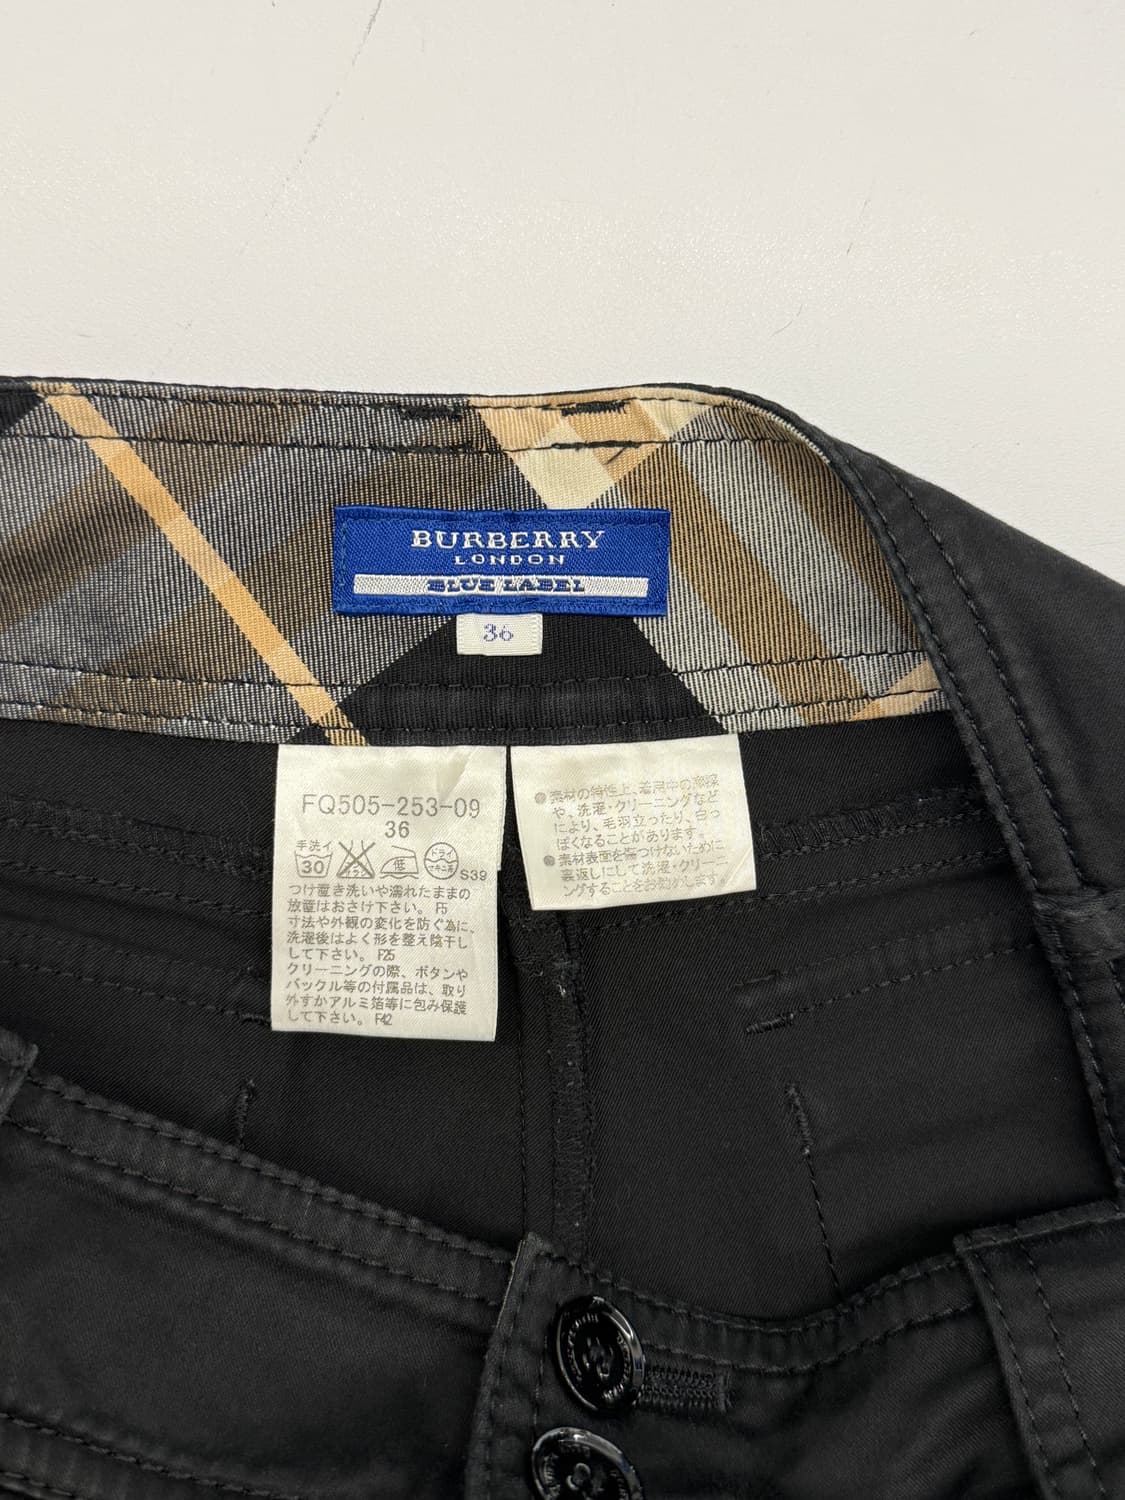 BURBERRY
LONDON
BLUE LABEL
36
FQ505-253-09
36
手洗イ
30
低
ドライ
S39
つけ置き洗いや濡れたままの
放置はおさけ下さい。 F5
寸法や外観の変化を防ぐ為に、
洗濯後はよく形を整え陰干し
して下さい。 F25
クリーニングの際、ボタンや
バックル等の付属品は、取り
外すかアルミ箔等に包み保護
して下さい。 F42
●素材の特性上、着用中の摩擦
や、洗濯・クリーニングなど
により、毛羽立ったり、白っ
ぽくなることがあります。
●素材表面を傷つけないために
裏返しにして洗濯・クリーニ
ングすることをお勧めします。